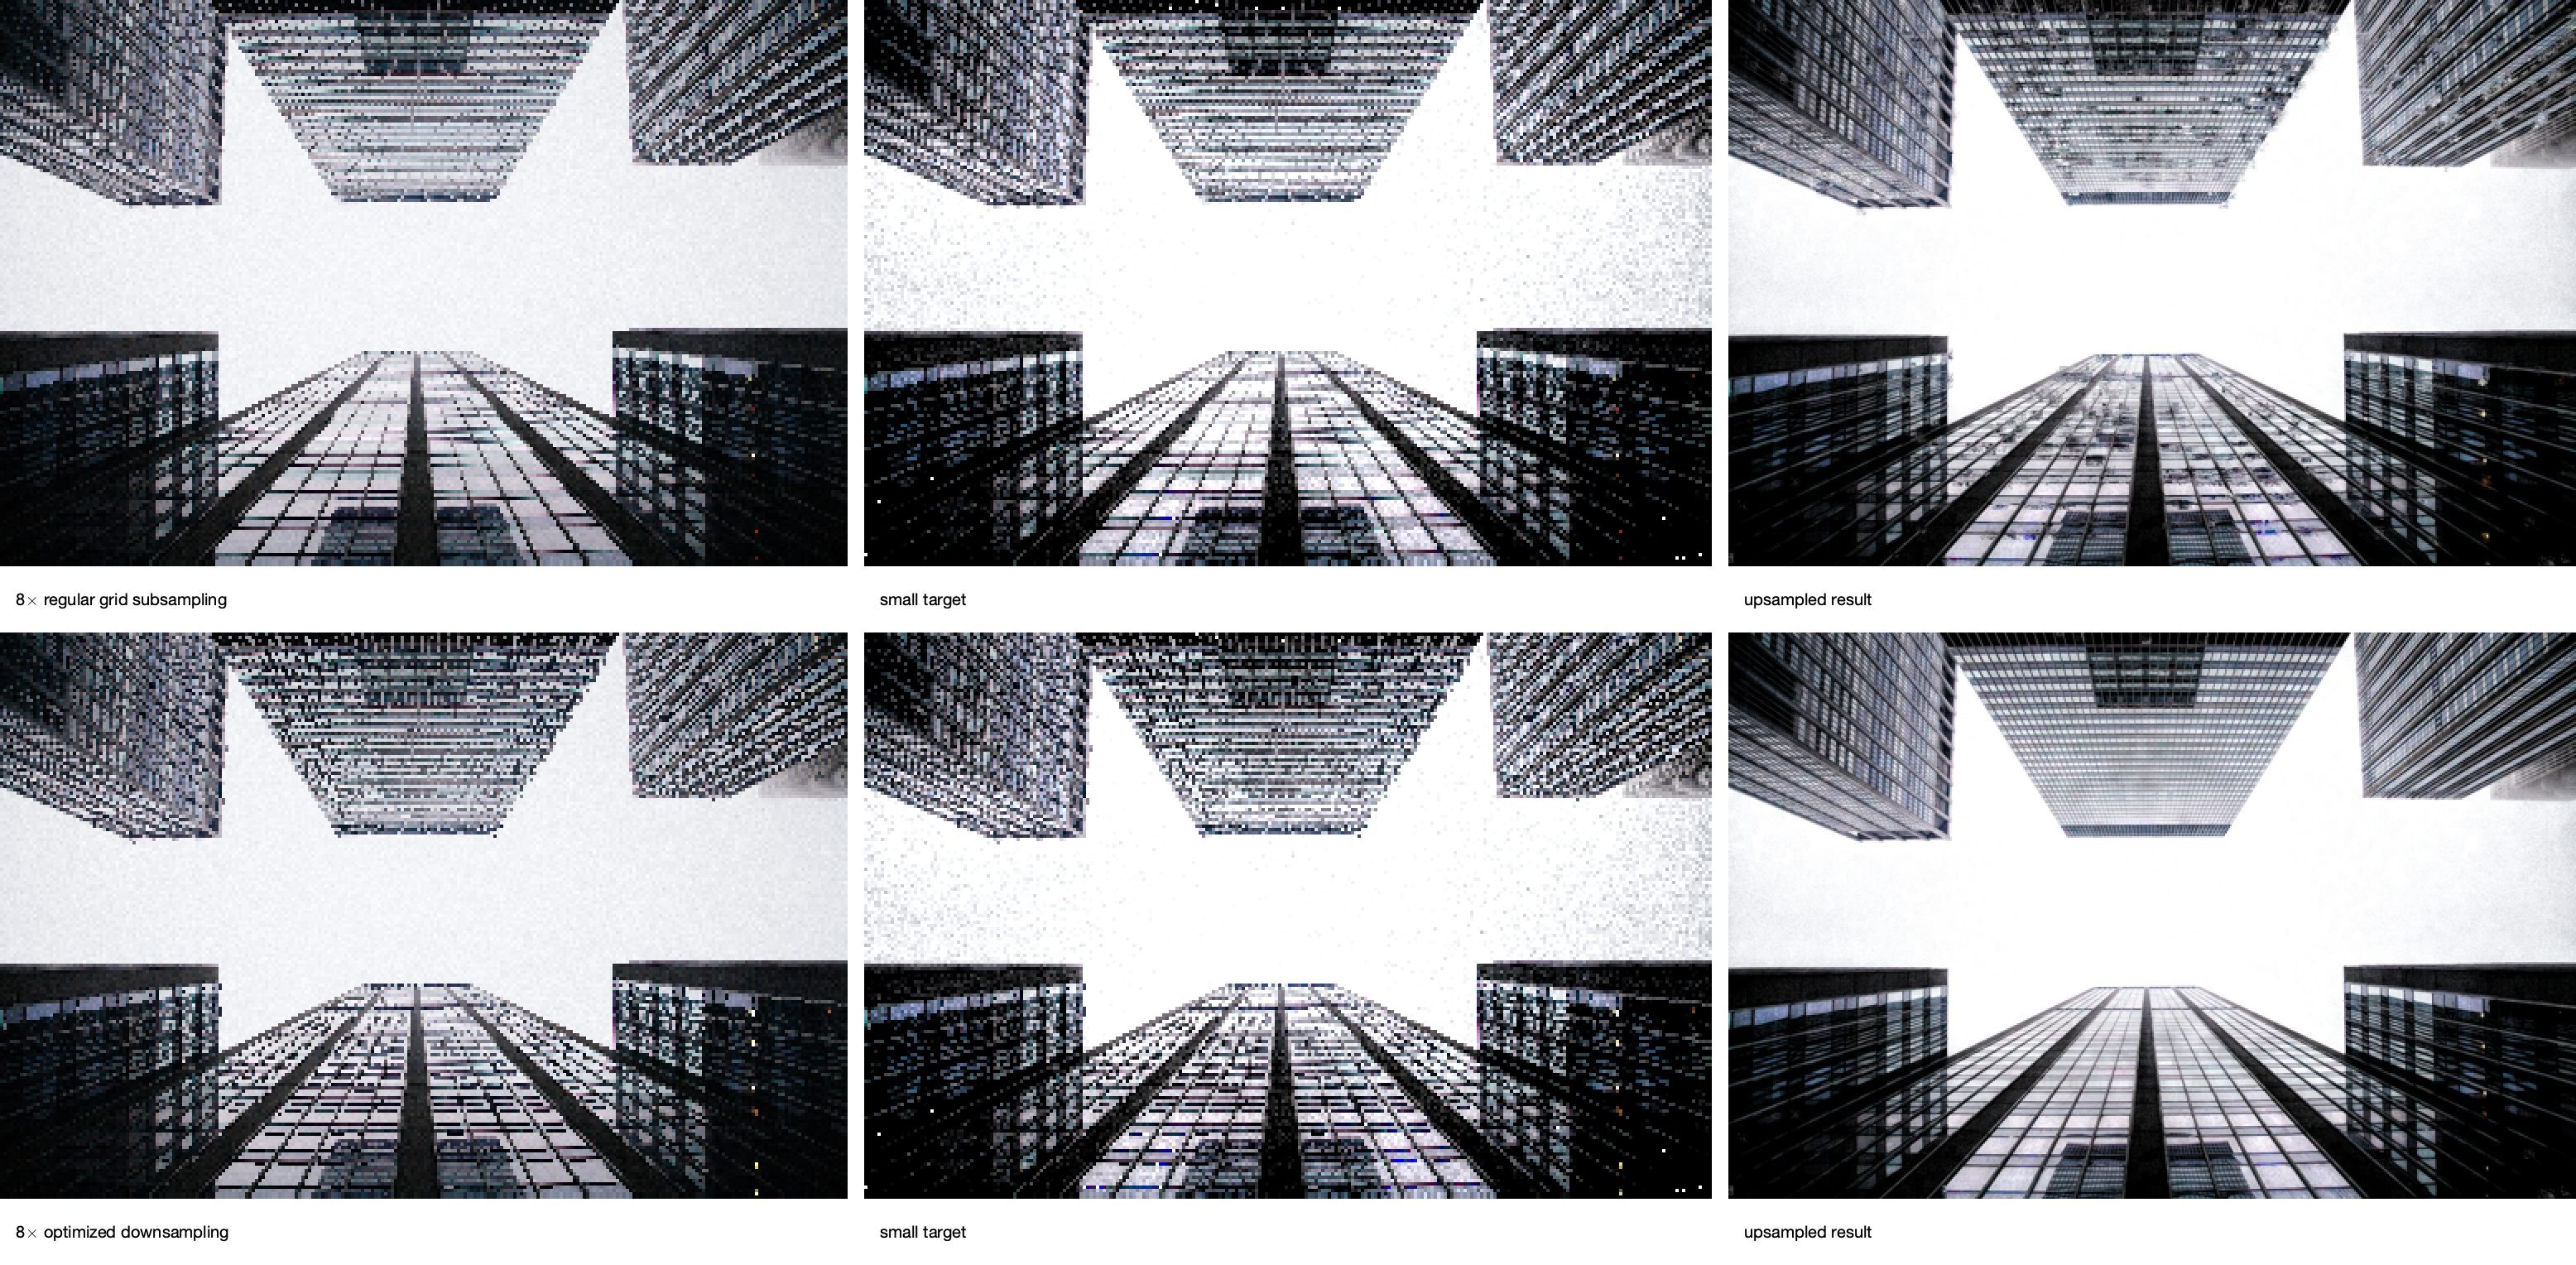 8× regular grid subsampling
small target
upsampled result
8× optimized downsampling
small target
upsampled result